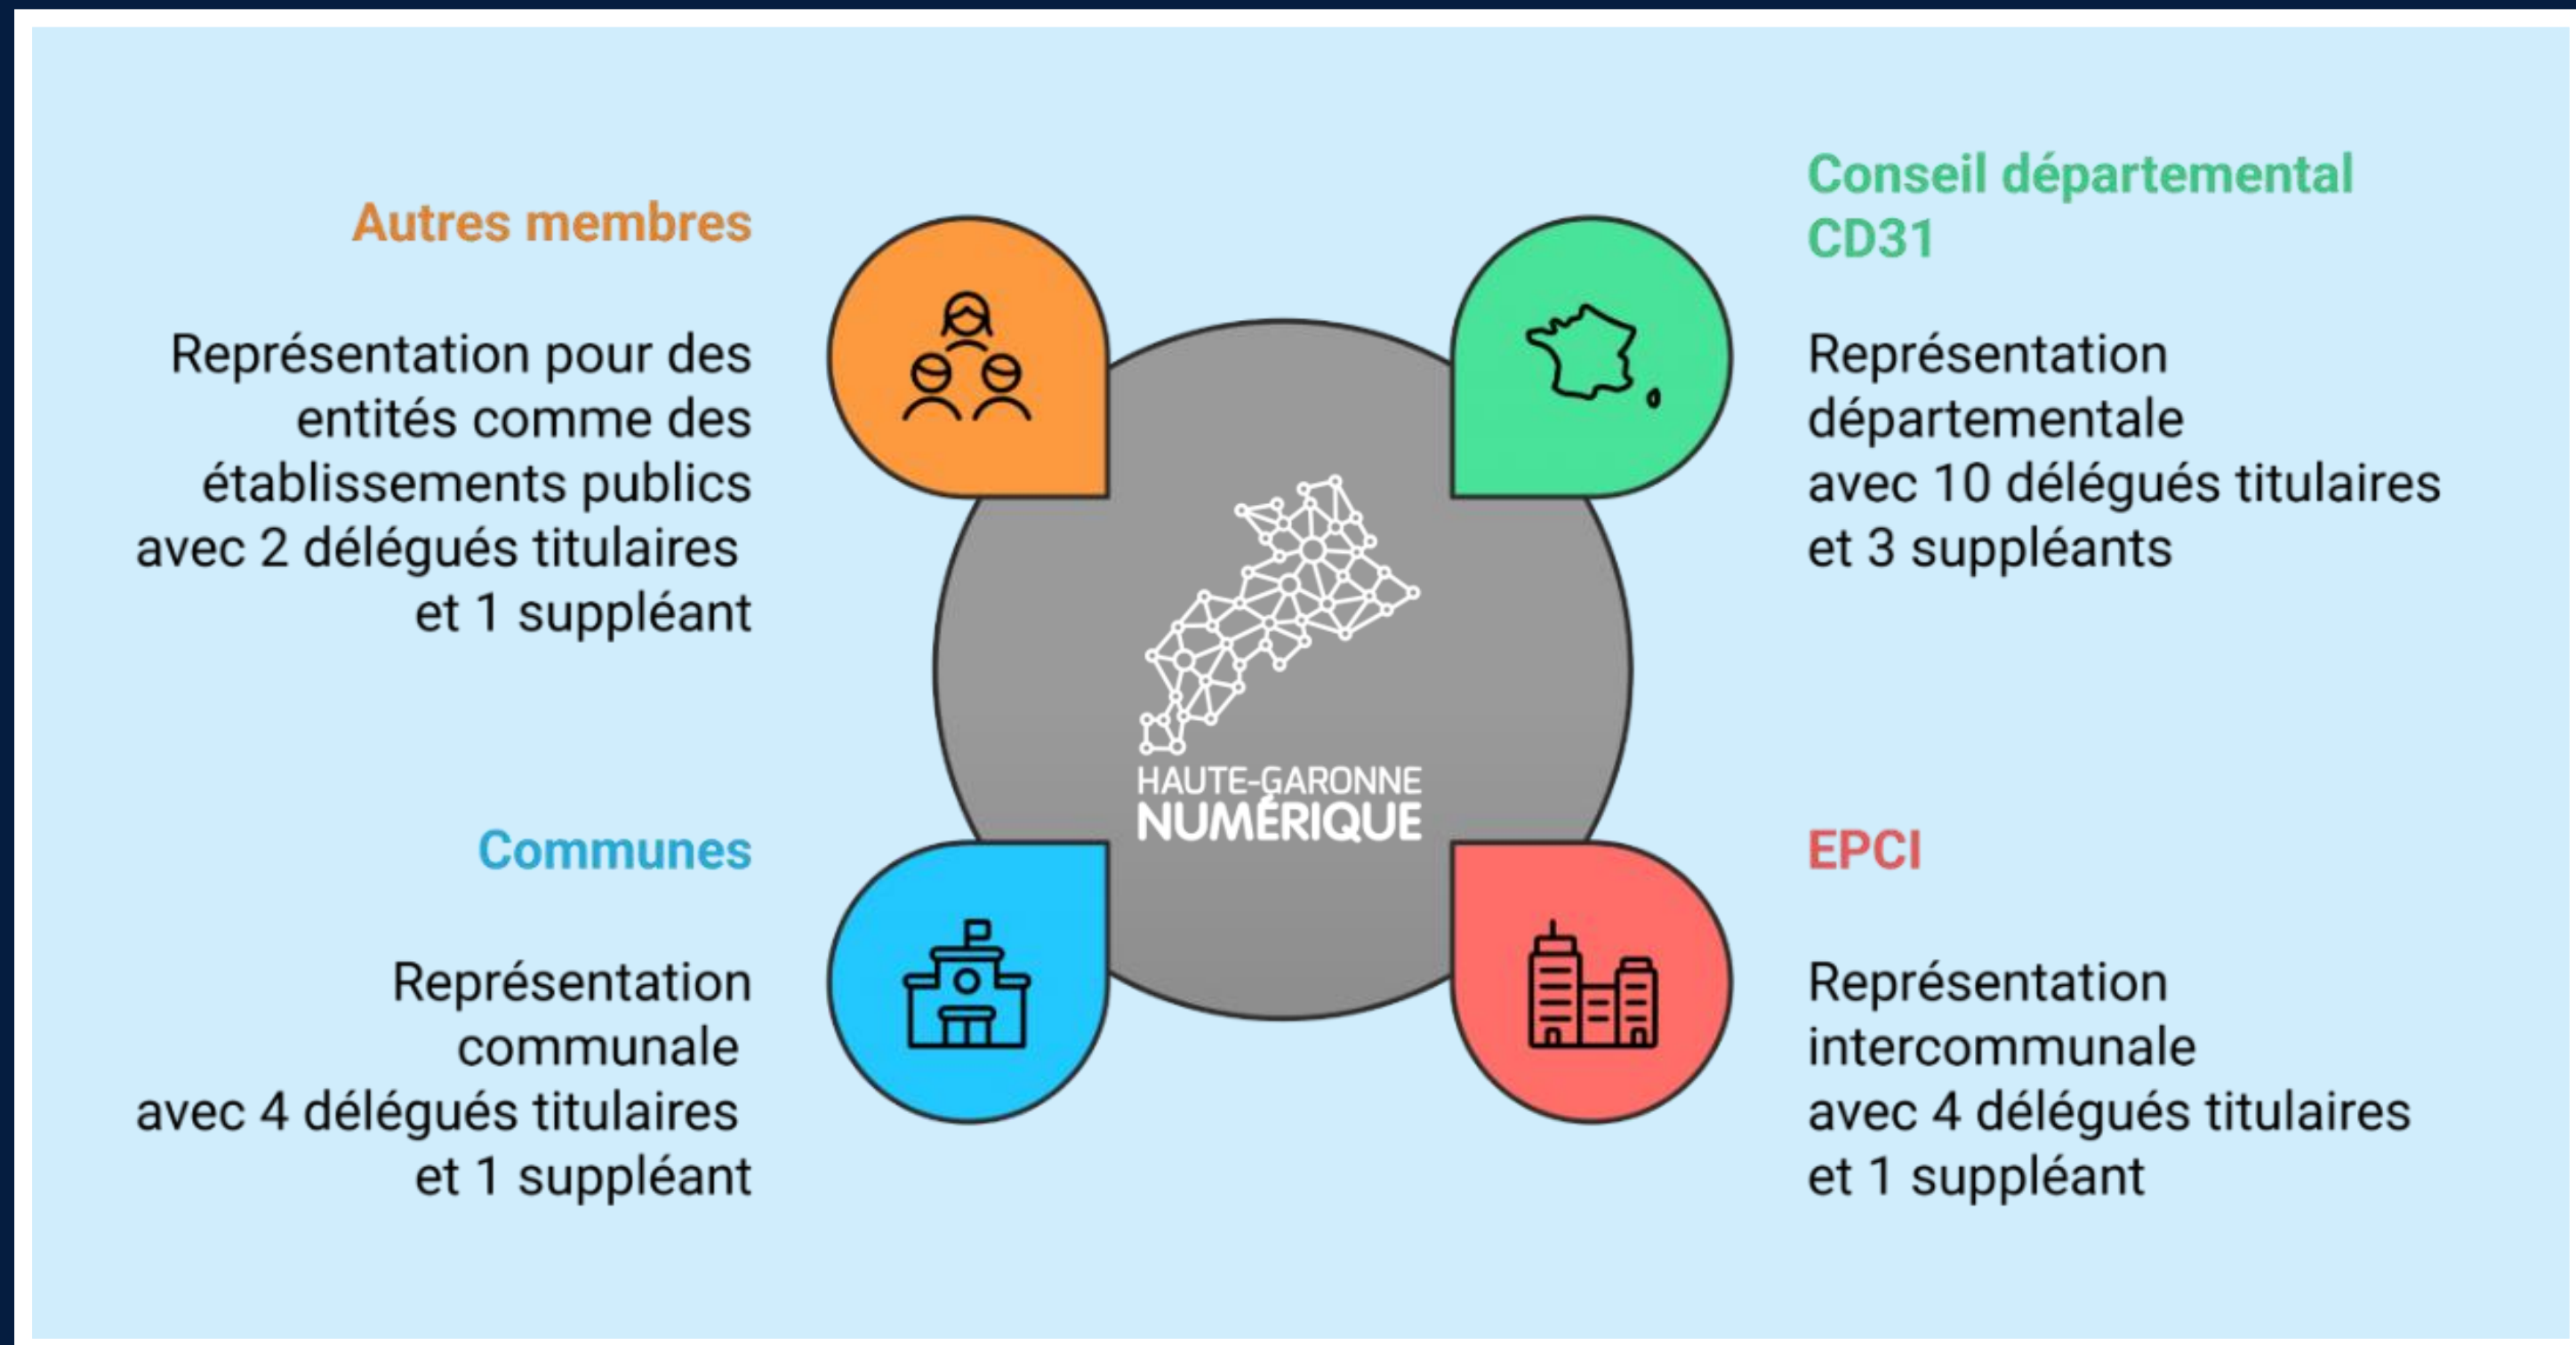 Autres membres
Représentation pour des
entités comme des
établissements publics
avec 2 délégués titulaires
et 1 suppléant
Conseil départemental
CD31
Représentation
départementale
avec 10 délégués titulaires
et 3 suppléants
HAUTE-GARONNE
NUMÉRIQUE
Communes
Représentation
communale
avec 4 délégués titulaires
et 1 suppléant
EPCI
Représentation
intercommunale
avec 4 délégués titulaires
et 1 suppléant